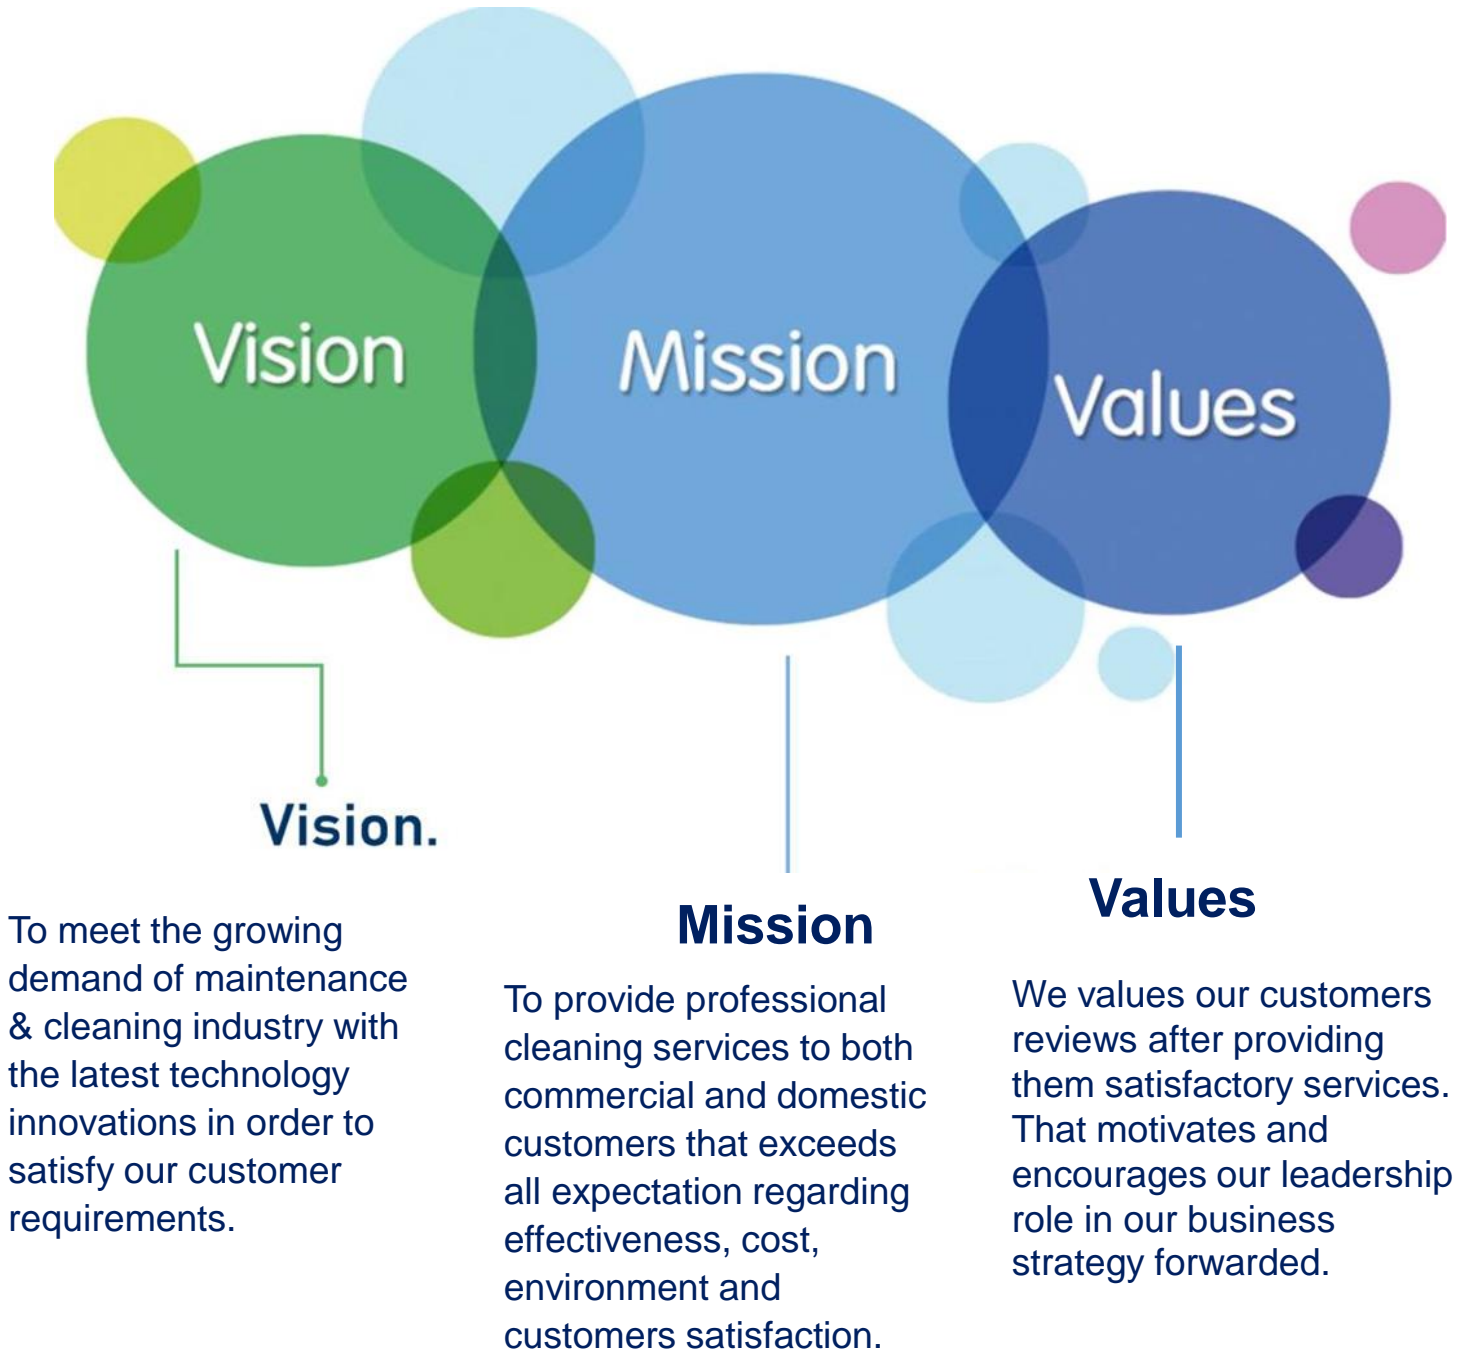 Vision
Mission
Values
Vision.
To meet the growing
demand of maintenance
& cleaning industry with
the latest technology
innovations in order to
satisfy our customer
requirements.
Mission
To provide professional
cleaning services to both
commercial and domestic
customers that exceeds
all expectation regarding
effectiveness, cost,
environment and
customers satisfaction.
Values
We values our customers
reviews after providing
them satisfactory services.
That motivates and
encourages our leadership
role in our business
strategy forwarded.